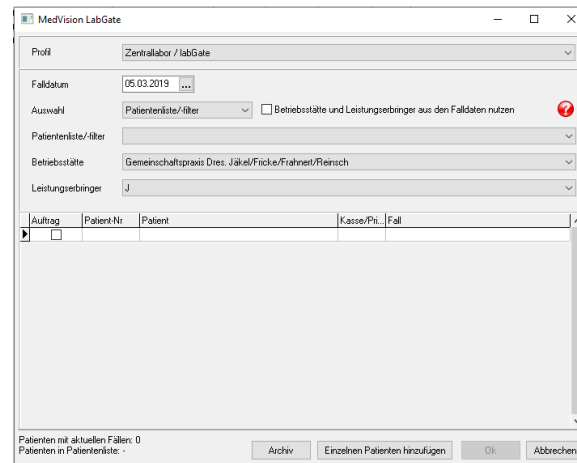 MedVision LabGate
Profil Zentrallabor / labGate
Falldatum 05.03.2019 ...
Auswahl Patientenliste/-filter Betriebsstätte und Leistungserbringer aus den Falldaten nutzen ?
Patientenliste/-filter
Betriebsstätte Gemeinschaftspraxis Dres. Jäkel/Fricke/Frahnert/Reinsch
Leistungserbringer J
Auftrag Patient-Nr Patient Kasse/Pri... Fall
Patienten mit aktuellen Fällen: 0
Patienten in Patientenliste: -
Archiv Einzelnen Patienten hinzufügen Ok Abbrechen